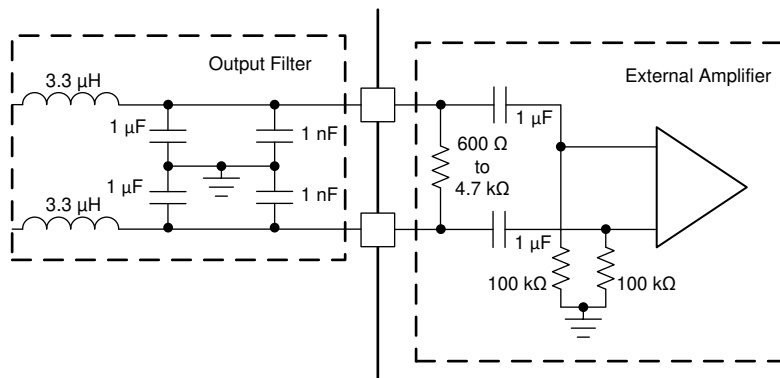 Output Filter
External Amplifier
3.3 µH
1 µF
1 nF
1 µF
600 Ω
to
4.7 kΩ
1 µF
1 nF
3.3 µH
1 µF
100 kΩ
100 kΩ